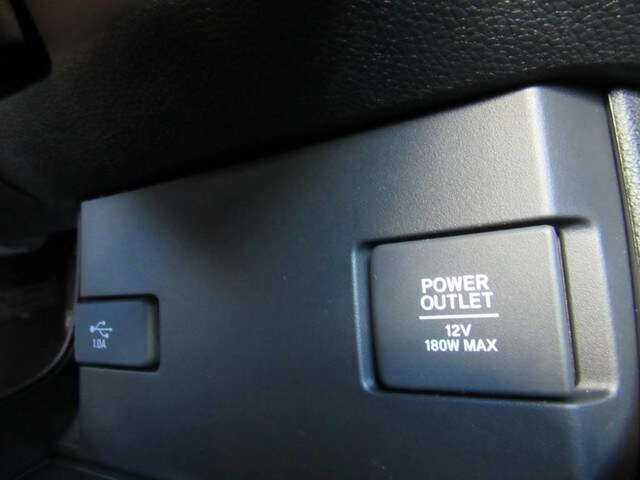 POWER
OUTLET
12V
180W MAX
1.0A